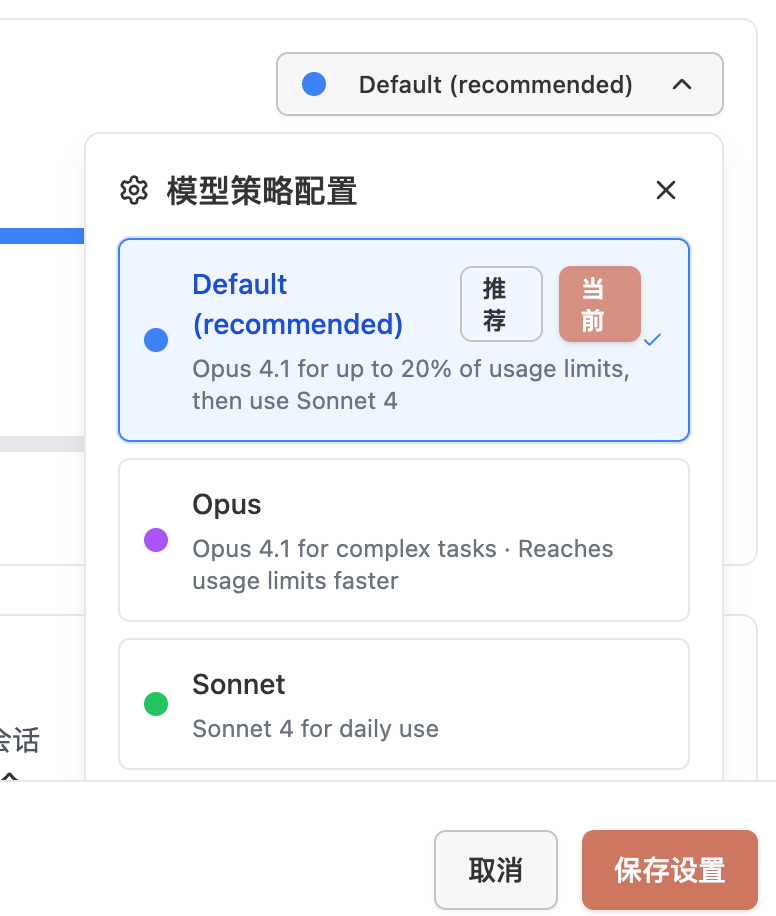 Default (recommended)
模型策略配置
Default
(recommended)
推
荐
当
前
Opus 4.1 for up to 20% of usage limits,
then use Sonnet 4
Opus
Opus 4.1 for complex tasks · Reaches
usage limits faster
Sonnet
Sonnet 4 for daily use
会话
取消
保存设置